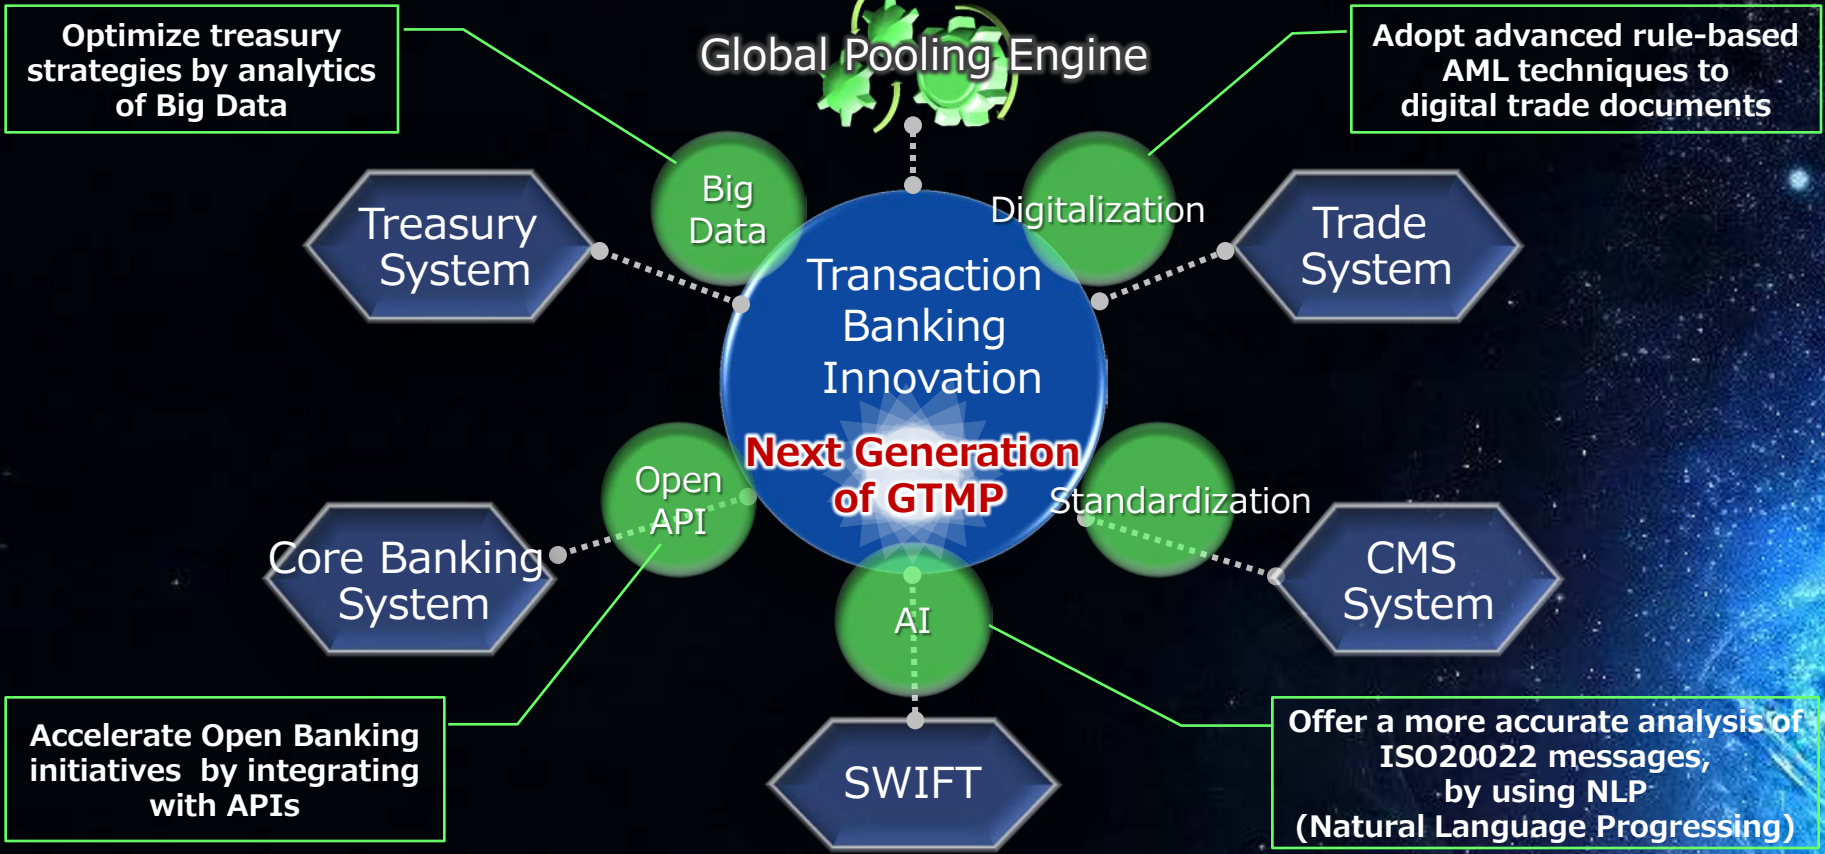 Optimize treasury
strategies by analytics
of Big Data
Global Pooling Engine
Adopt advanced rule-based
AML techniques to
digital trade documents
Big
Data
Digitalization
Treasury
System
Trade
System
Transaction
Banking
Innovation
Next Generation
of GTMP
Open
API
Standardization
Core Banking
System
CMS
System
AI
SWIFT
Accelerate Open Banking
initiatives  by integrating
with APIs
Offer a more accurate analysis of
ISO20022 messages,
by using NLP
(Natural Language Progressing)